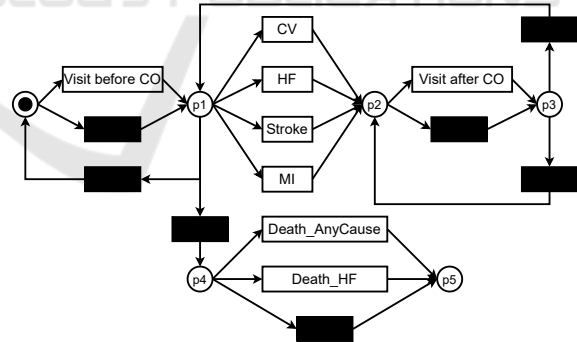 CV
Visit before CO
HF
Visit after CO
p1
p2
p3
Stroke
MI
Death_AnyCause
p4
Death_HF
p5